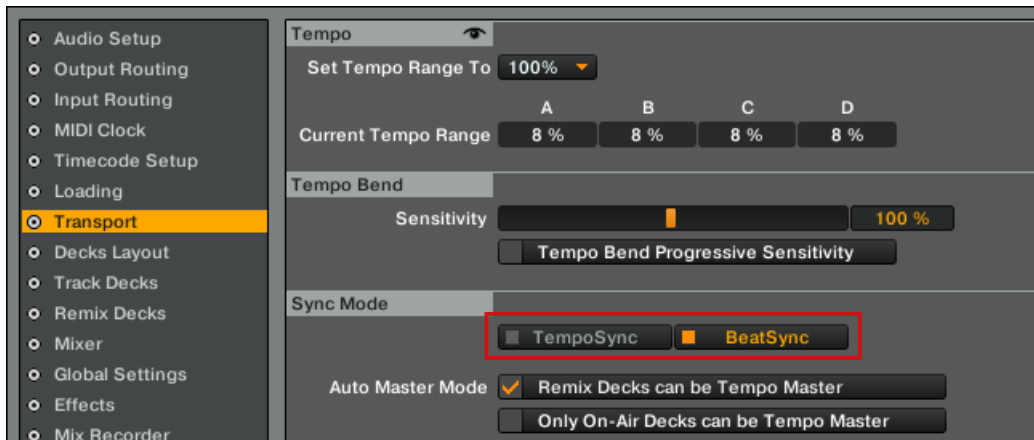 Audio Setup
Output Routing
Input Routing
MIDI Clock
Timecode Setup
Loading
Transport
Decks Layout
Track Decks
Remix Decks
Mixer
Global Settings
Effects
Mix Recorder
Tempo
Set Tempo Range To 100%
A B C D
Current Tempo Range 8 % 8 % 8 % 8 %
Tempo Bend
Sensitivity 100 %
Tempo Bend Progressive Sensitivity
Sync Mode
TempoSync BeatSync
Auto Master Mode Remix Decks can be Tempo Master
Only On-Air Decks can be Tempo Master